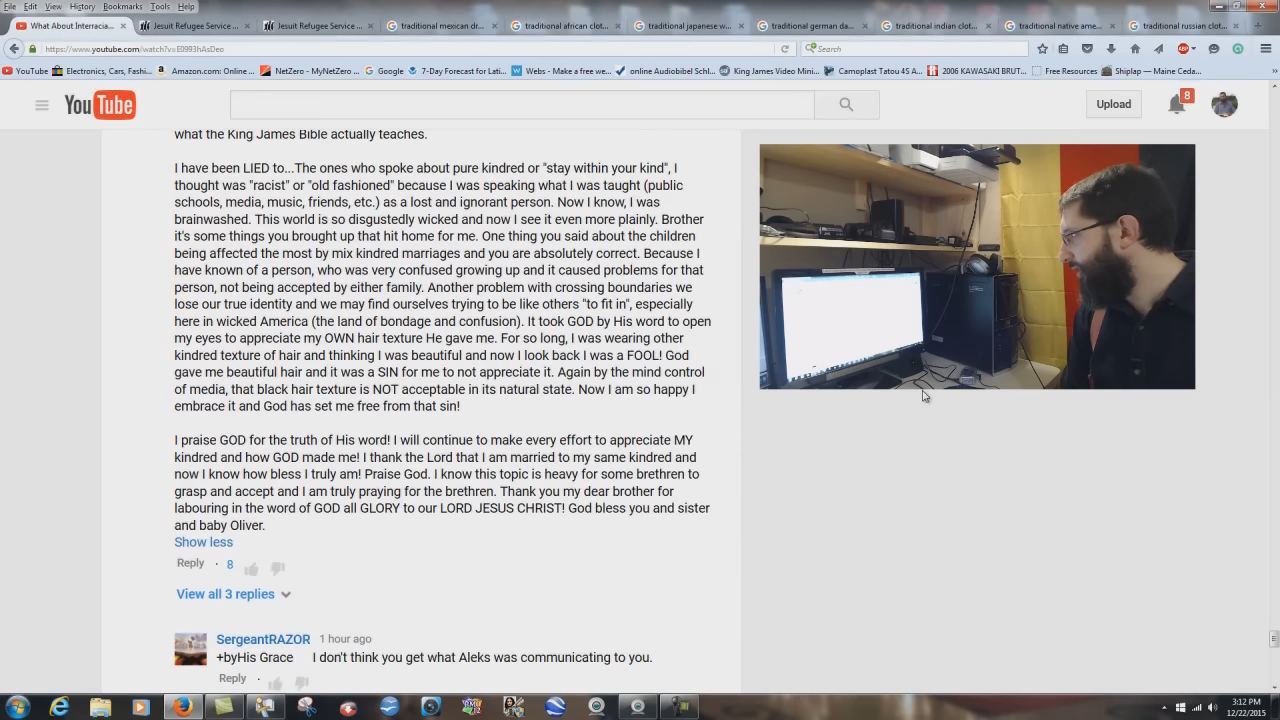 File Edit View History Bookmarks Tools Help
What About Interracia... Jesuit Refugee Service ... Jesuit Refugee Service ... traditional mexican dr... traditional african clot... traditional japanese w... traditional german da... traditional indian clot... traditional native ame... traditional russian clot...
https://www.youtube.com/watch?v=E0993hAsDeo Search
YouTube Electronics, Cars, Fashi... Amazon.com: Online ... NetZero - MyNetZero ... Google 7-Day Forecast for Lati... Webs - Make a free we... online Audiobibel Schl... King James Video Mini... Camoplast Tatou 4S A... 2006 KAWASAKI BRUT... Free Resources Shiplap — Maine Ceda...
YouTube Upload 8
what the King James Bible actually teaches.
I have been LIED to...The ones who spoke about pure kindred or "stay within your kind", I
thought was "racist" or "old fashioned" because I was speaking what I was taught (public
schools, media, music, friends, etc.) as a lost and ignorant person. Now I know, I was
brainwashed. This world is so disgustedly wicked and now I see it even more plainly. Brother
it's some things you brought up that hit home for me. One thing you said about the children
being affected the most by mix kindred marriages and you are absolutely correct. Because I
have known of a person, who was very confused growing up and it caused problems for that
person, not being accepted by either family. Another problem with crossing boundaries we
lose our true identity and we may find ourselves trying to be like others "to fit in", especially
here in wicked America (the land of bondage and confusion). It took GOD by His word to open
my eyes to appreciate my OWN hair texture He gave me. For so long, I was wearing other
kindred texture of hair and thinking I was beautiful and now I look back I was a FOOL! God
gave me beautiful hair and it was a SIN for me to not appreciate it. Again by the mind control
of media, that black hair texture is NOT acceptable in its natural state. Now I am so happy I
embrace it and God has set me free from that sin!
I praise GOD for the truth of His word! I will continue to make every effort to appreciate MY
kindred and how GOD made me! I thank the Lord that I am married to my same kindred and
now I know how bless I truly am! Praise God. I know this topic is heavy for some brethren to
grasp and accept and I am truly praying for the brethren. Thank you my dear brother for
labouring in the word of GOD all GLORY to our LORD JESUS CHRIST! God bless you and sister
and baby Oliver.
Show less
Reply · 8
View all 3 replies
SergeantRAZOR 1 hour ago
+byHis Grace I don't think you get what Aleks was communicating to you.
Reply ·
3:12 PM
12/22/2015